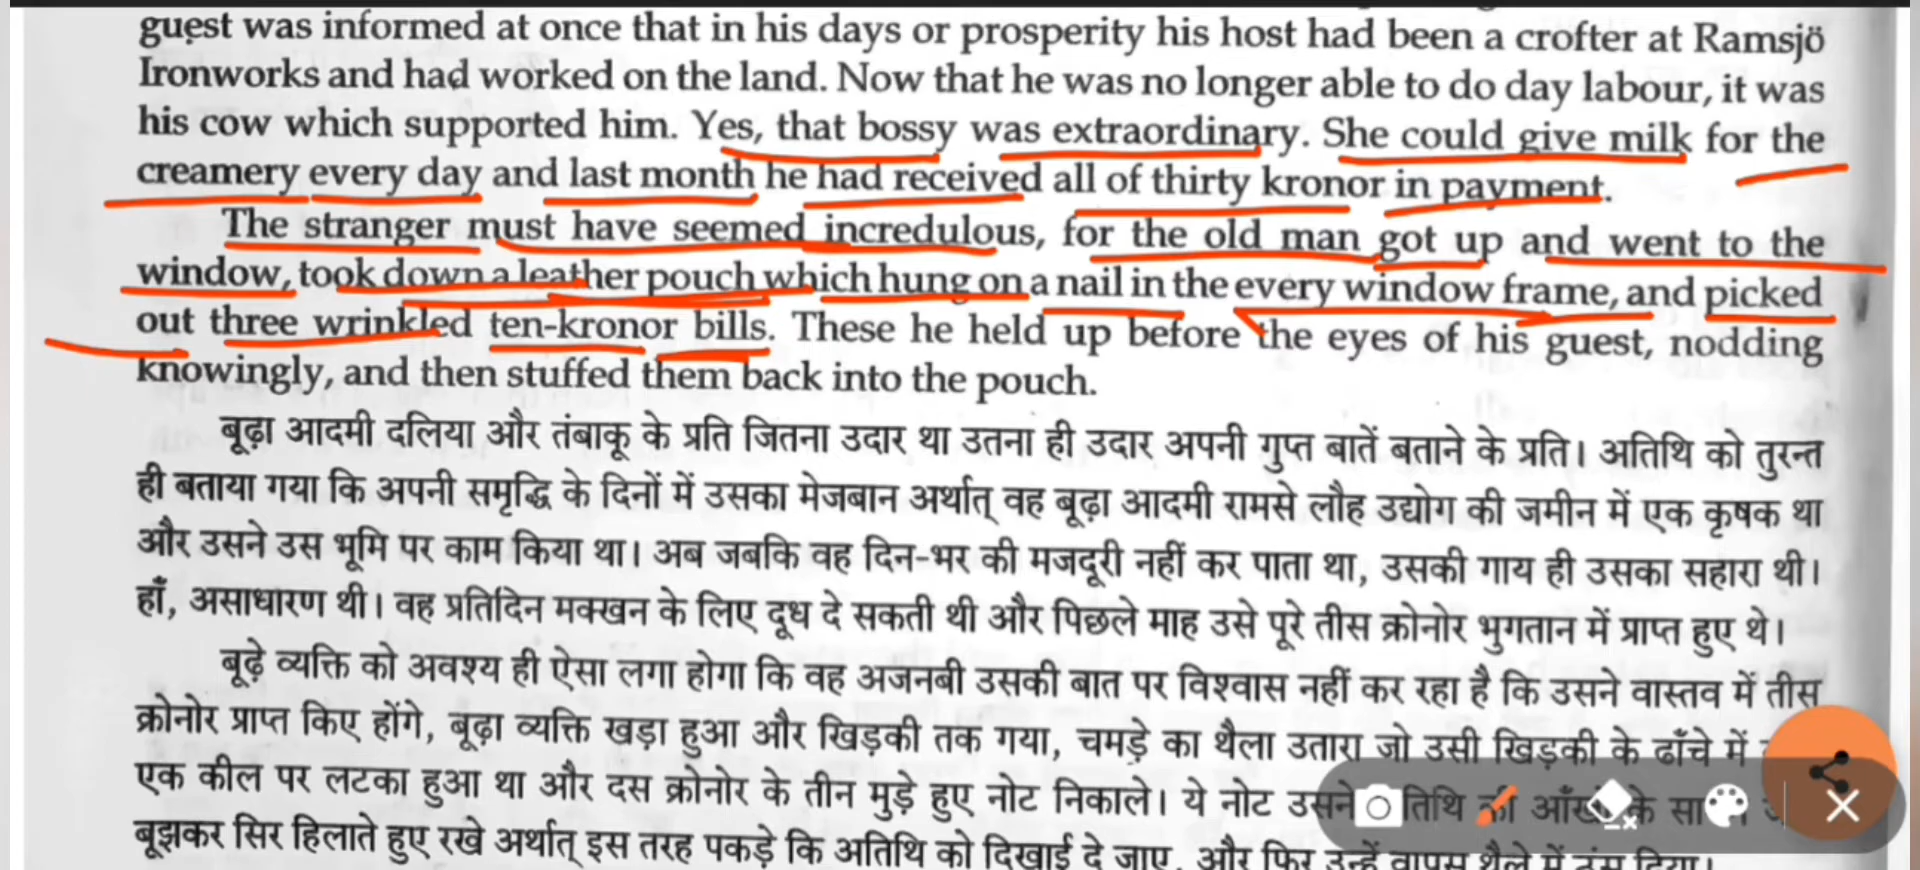 guest was informed at once that in his days or prosperity his host had been a crofter at Ramsjö
Ironworks and had worked on the land. Now that he was no longer able to do day labour, it was
his cow which supported him. Yes, that bossy was extraordinary. She could give milk for the
creamery every day and last month he had received all of thirty kronor in payment.
The stranger must have seemed incredulous, for the old man got up and went to the
window, took down a leather pouch which hung on a nail in the every window frame, and picked
out three wrinkled ten-kronor bills. These he held up before the eyes of his guest, nodding
knowingly, and then stuffed them back into the pouch.
बूढ़ा आदमी दलिया और तंबाकू के प्रति जितना उदार था उतना ही उदार अपनी गुप्त बातें बताने के प्रति। अतिथि को तुरन्त
ही बताया गया कि अपनी समृद्धि के दिनों में उसका मेजबान अर्थात् वह बूढ़ा आदमी रामसे लौह उद्योग की जमीन में एक कृषक था
और उसने उस भूमि पर काम किया था। अब जबकि वह दिन-भर की मजदूरी नहीं कर पाता था, उसकी गाय ही उसका सहारा थी।
हाँ, असाधारण थी। वह प्रतिदिन मक्खन के लिए दूध दे सकती थी और पिछले माह उसे पूरे तीस क्रोनोर भुगतान में प्राप्त हुए थे।
बूढ़े व्यक्ति को अवश्य ही ऐसा लगा होगा कि वह अजनबी उसकी बात पर विश्वास नहीं कर रहा है कि उसने वास्तव में तीस
क्रोनोर प्राप्त किए होंगे, बूढ़ा व्यक्ति खड़ा हुआ और खिड़की तक गया, चमड़े का थैला उतारा जो उसी खिड़की के ढाँचे में
एक कील पर लटका हुआ था और दस क्रोनोर के तीन मुड़े हुए नोट निकाले। ये नोट उसने की के
बूझकर सिर हिलाते हुए रखे अर्थात् इस तरह पकड़े कि अतिथि को दिखाई दे जाए, और फिर उन्हें वापस थैले में ठूंस दिया।